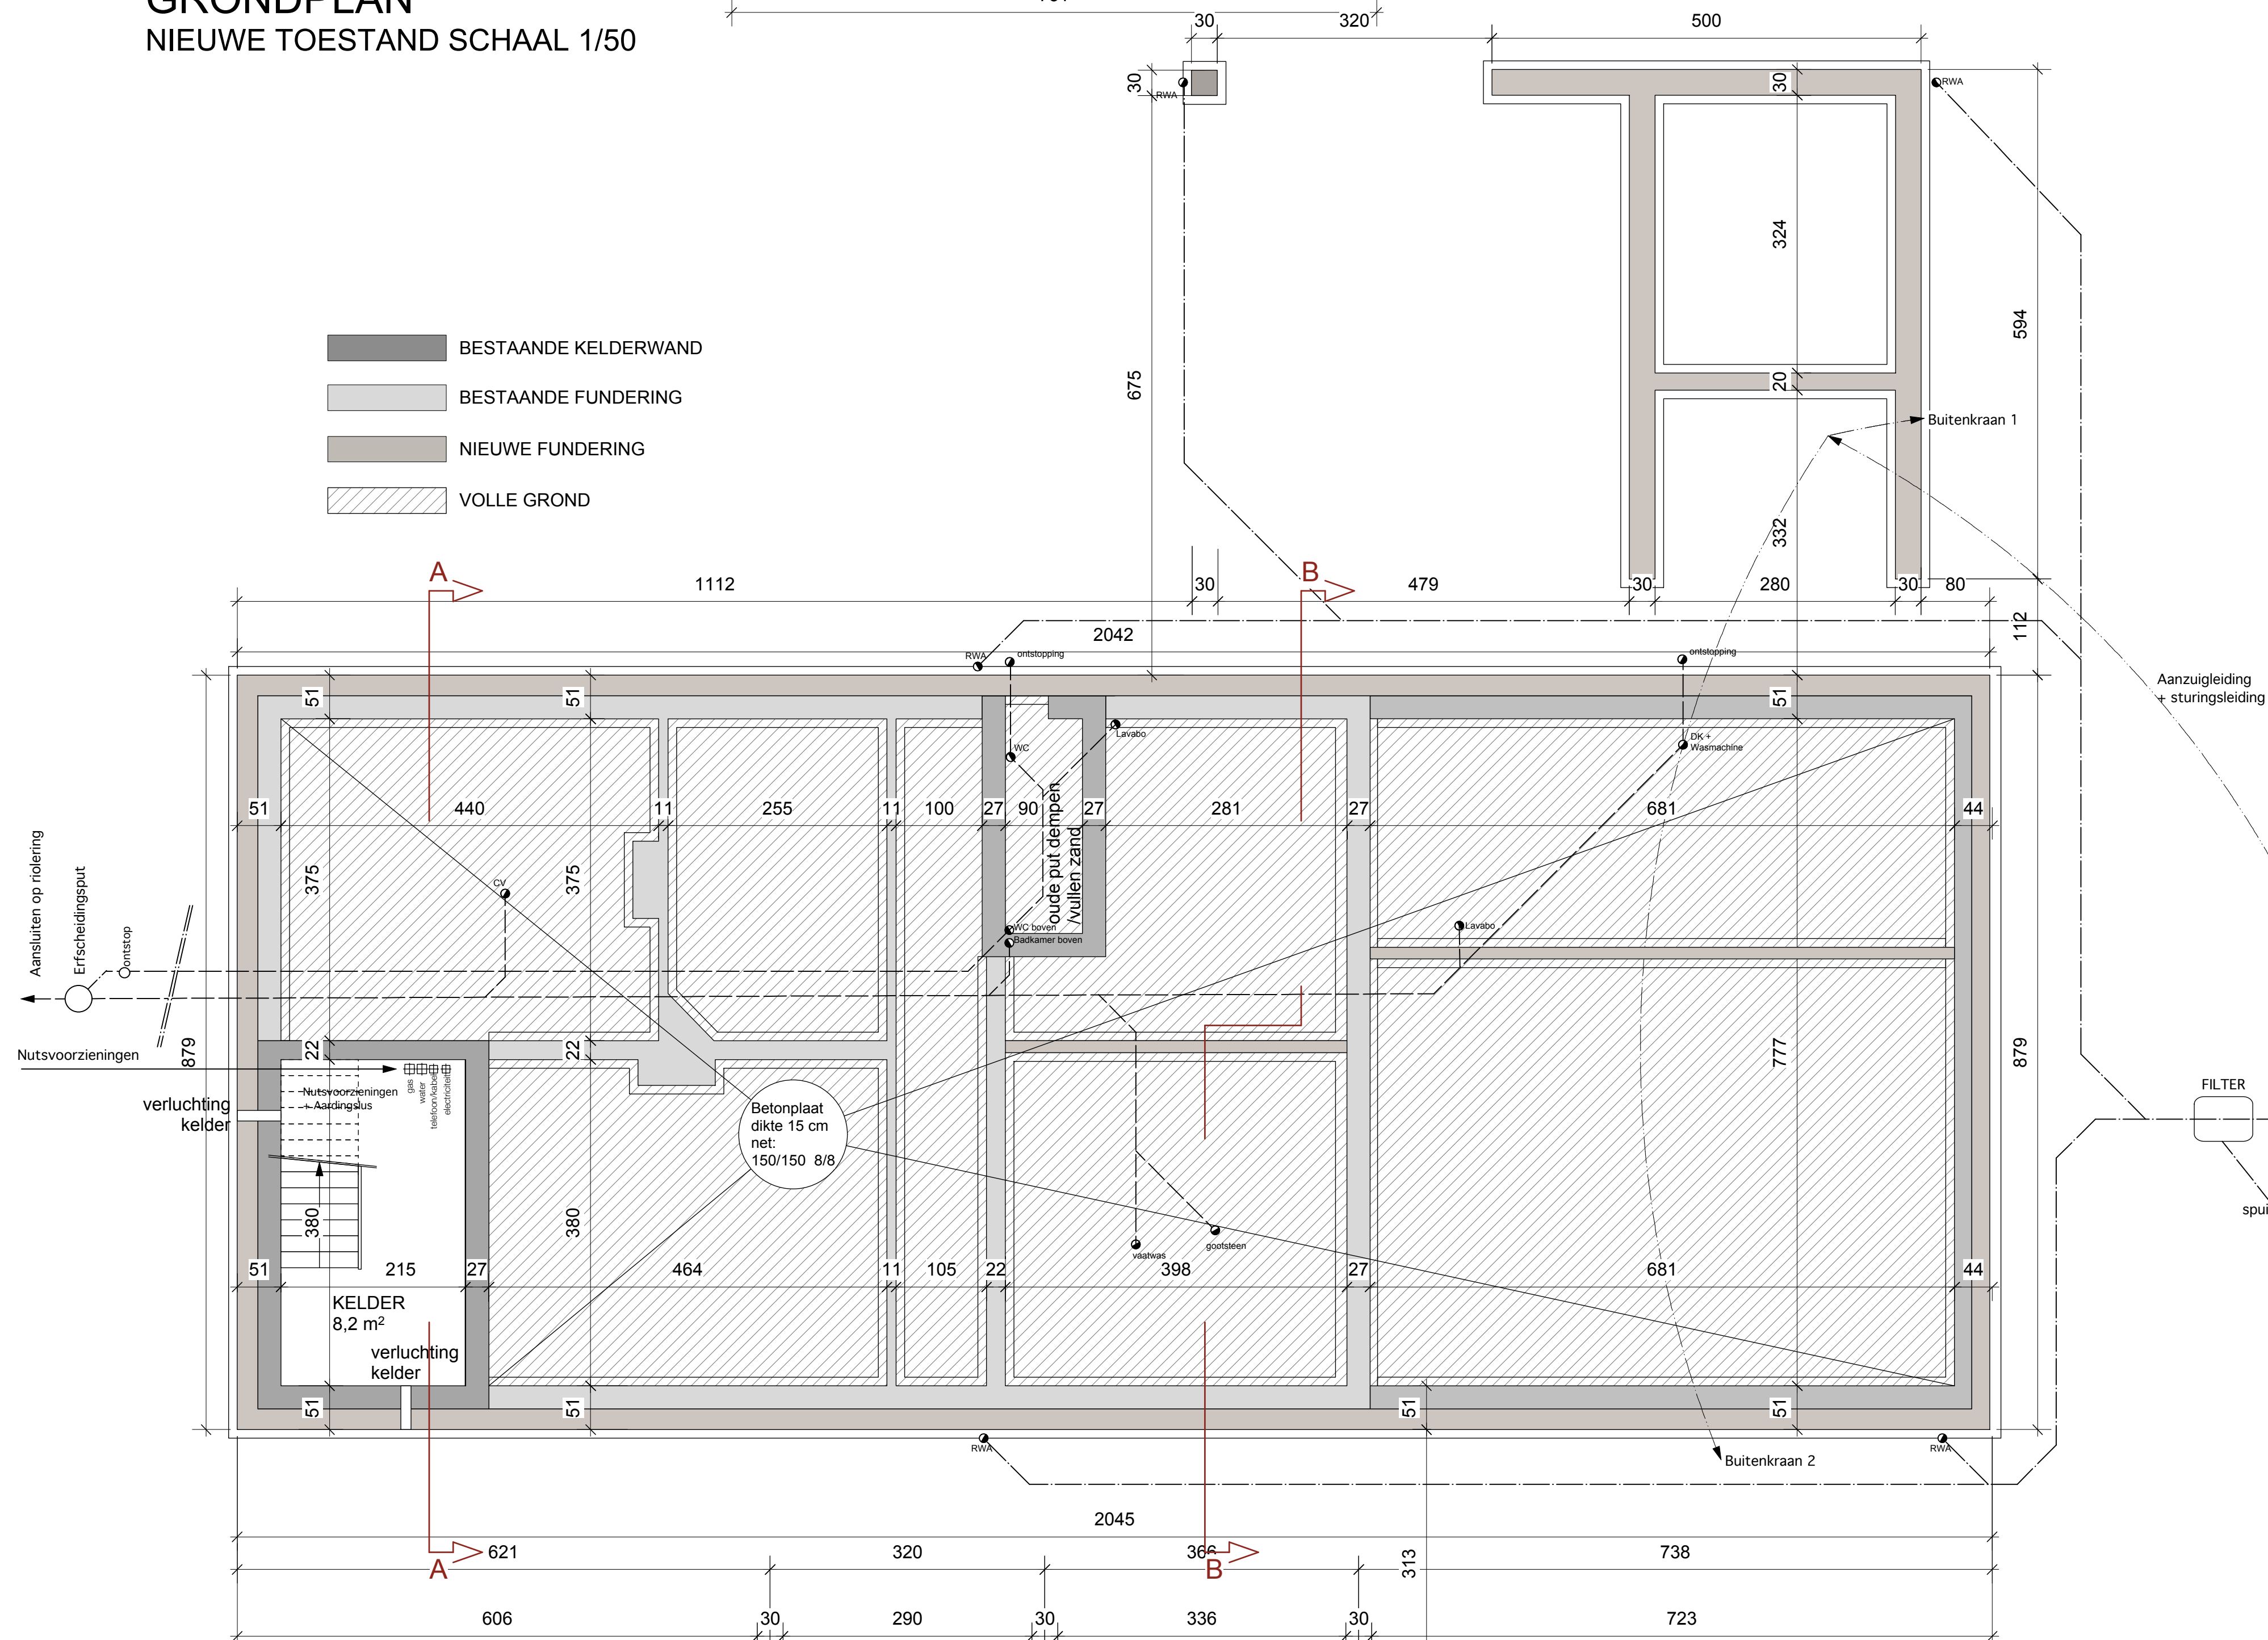 GRONDPLAN
NIEUWE TOESTAND SCHAAL 1/50
30
320
500
30
RWA
30
RWA
324
594
20
675
Buitenkraan 1
332
BESTAANDE KELDERWAND
BESTAANDE FUNDERING
NIEUWE FUNDERING
VOLLE GROND
A
1112
30
B
479
30
280
30
80
112
2042
RWA
ontstopping
ontstopping
Aanzuigleiding
+ sturingsleiding
51
51
51
WC
Lavabo
DK +
Wasmachine
51
440
11
255
11
100
27
90
27
281
27
681
44
oude put dempen
/vullen zand
375
375
CV
WC boven
Badkamer boven
Lavabo
Aansluiten op riolering
Erfscheidingsput
ontstop
879
22
22
777
879
Nutsvoorzieningen
gas
water
telefoon/kabel
electriciteit
Nutsvoorzieningen
+ Aardingslus
verluchting
kelder
Betonplaat
dikte 15 cm
net:
150/150 8/8
FILTER
spui
380
380
vaatwas
gootsteen
51
215
27
464
11
105
22
398
27
681
44
KELDER
8,2 m²
verluchting
kelder
51
51
51
51
RWA
RWA
Buitenkraan 2
2045
A
621
320
366
B
313
738
606
30
290
30
336
30
723